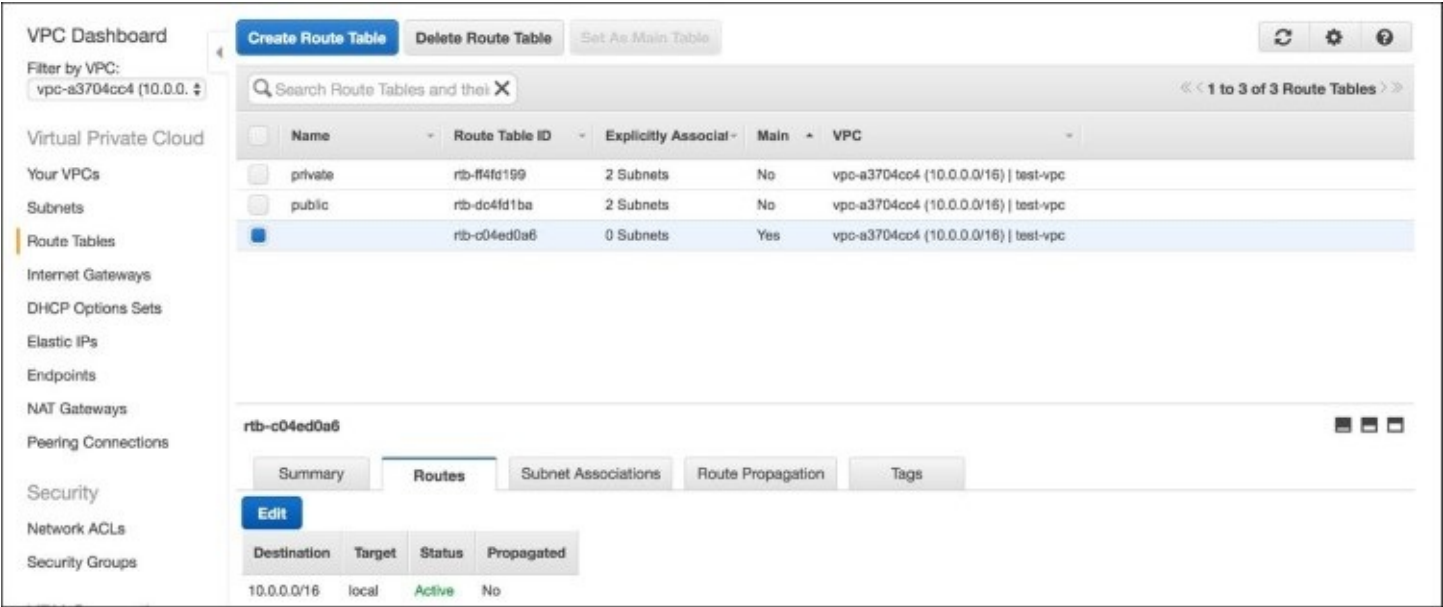 VPC Dashboard
Filter by VPC:
vpc-a3704cc4 (10.0.0.
Virtual Private Cloud
Your VPCs
Subnets
Route Tables
Internet Gateways
DHCP Options Sets
Elastic IPs
Endpoints
NAT Gateways
Peering Connections
Security
Network ACLs
Security Groups
Create Route Table Delete Route Table Set As Main Table
Search Route Tables and thei X
≪ < 1 to 3 of 3 Route Tables > ≫
Name Route Table ID Explicitly Associat Main VPC
private rtb-ff4fd199 2 Subnets No vpc-a3704cc4 (10.0.0.0/16) | test-vpc
public rtb-dc4fd1ba 2 Subnets No vpc-a3704cc4 (10.0.0.0/16) | test-vpc
rtb-c04ed0a6 0 Subnets Yes vpc-a3704cc4 (10.0.0.0/16) | test-vpc
rtb-c04ed0a6
Summary Routes Subnet Associations Route Propagation Tags
Edit
Destination Target Status Propagated
10.0.0.0/16 local Active No